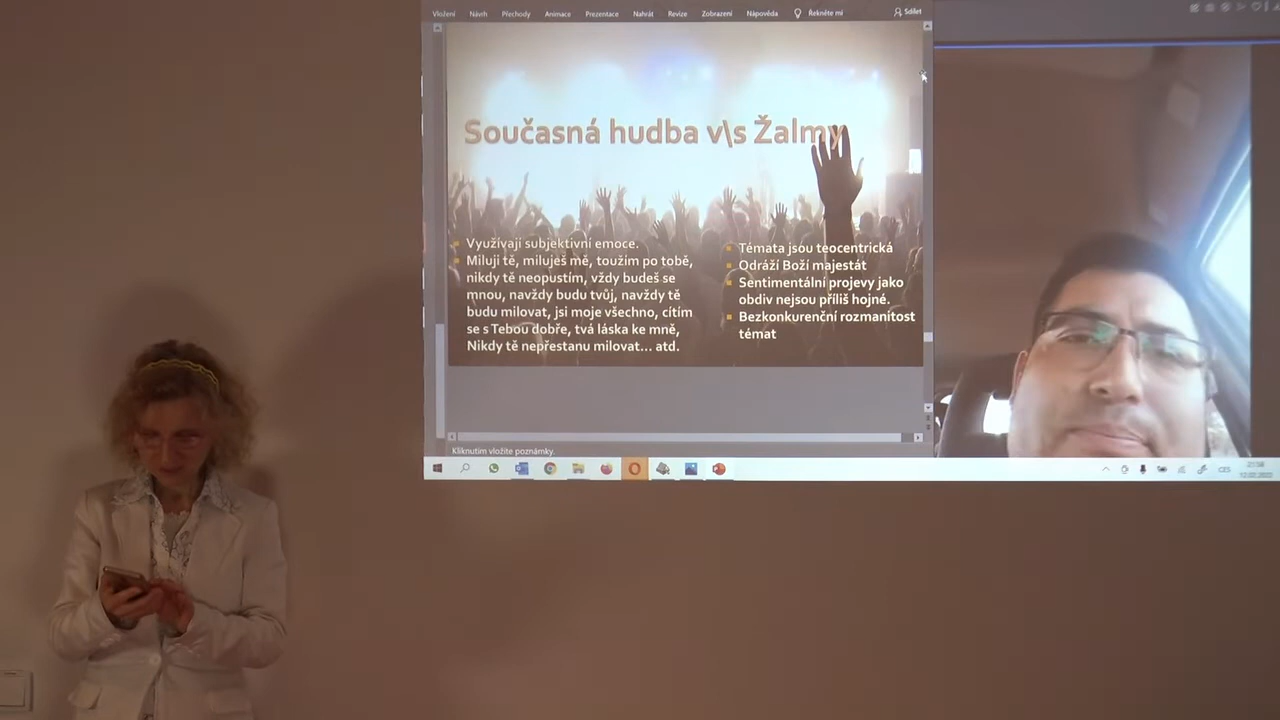 Vložení Návrh Přechody Animace Prezentace Nahrát Revize Zobrazení Nápověda Řekněte mi Sdílet
Současná hudba v\s Žalmy
Využívají subjektivní emoce.
Miluji tě, miluješ mě, toužim po tobě,
nikdy tě neopustím, vždy budeš se
mnou, navždy budu tvůj, navždy tě
budu milovat, jsi moje všechno, cítím
se s Tebou dobře, tvá láska ke mně,
Nikdy tě nepřestanu milovat... atd.
Témata jsou teocentrická
Odráží Boží majestát
Sentimentální projevy jako
obdiv nejsou příliš hojné.
Bezkonkurenční rozmanitost
témat
Kliknutím vložíte poznámky.
CES